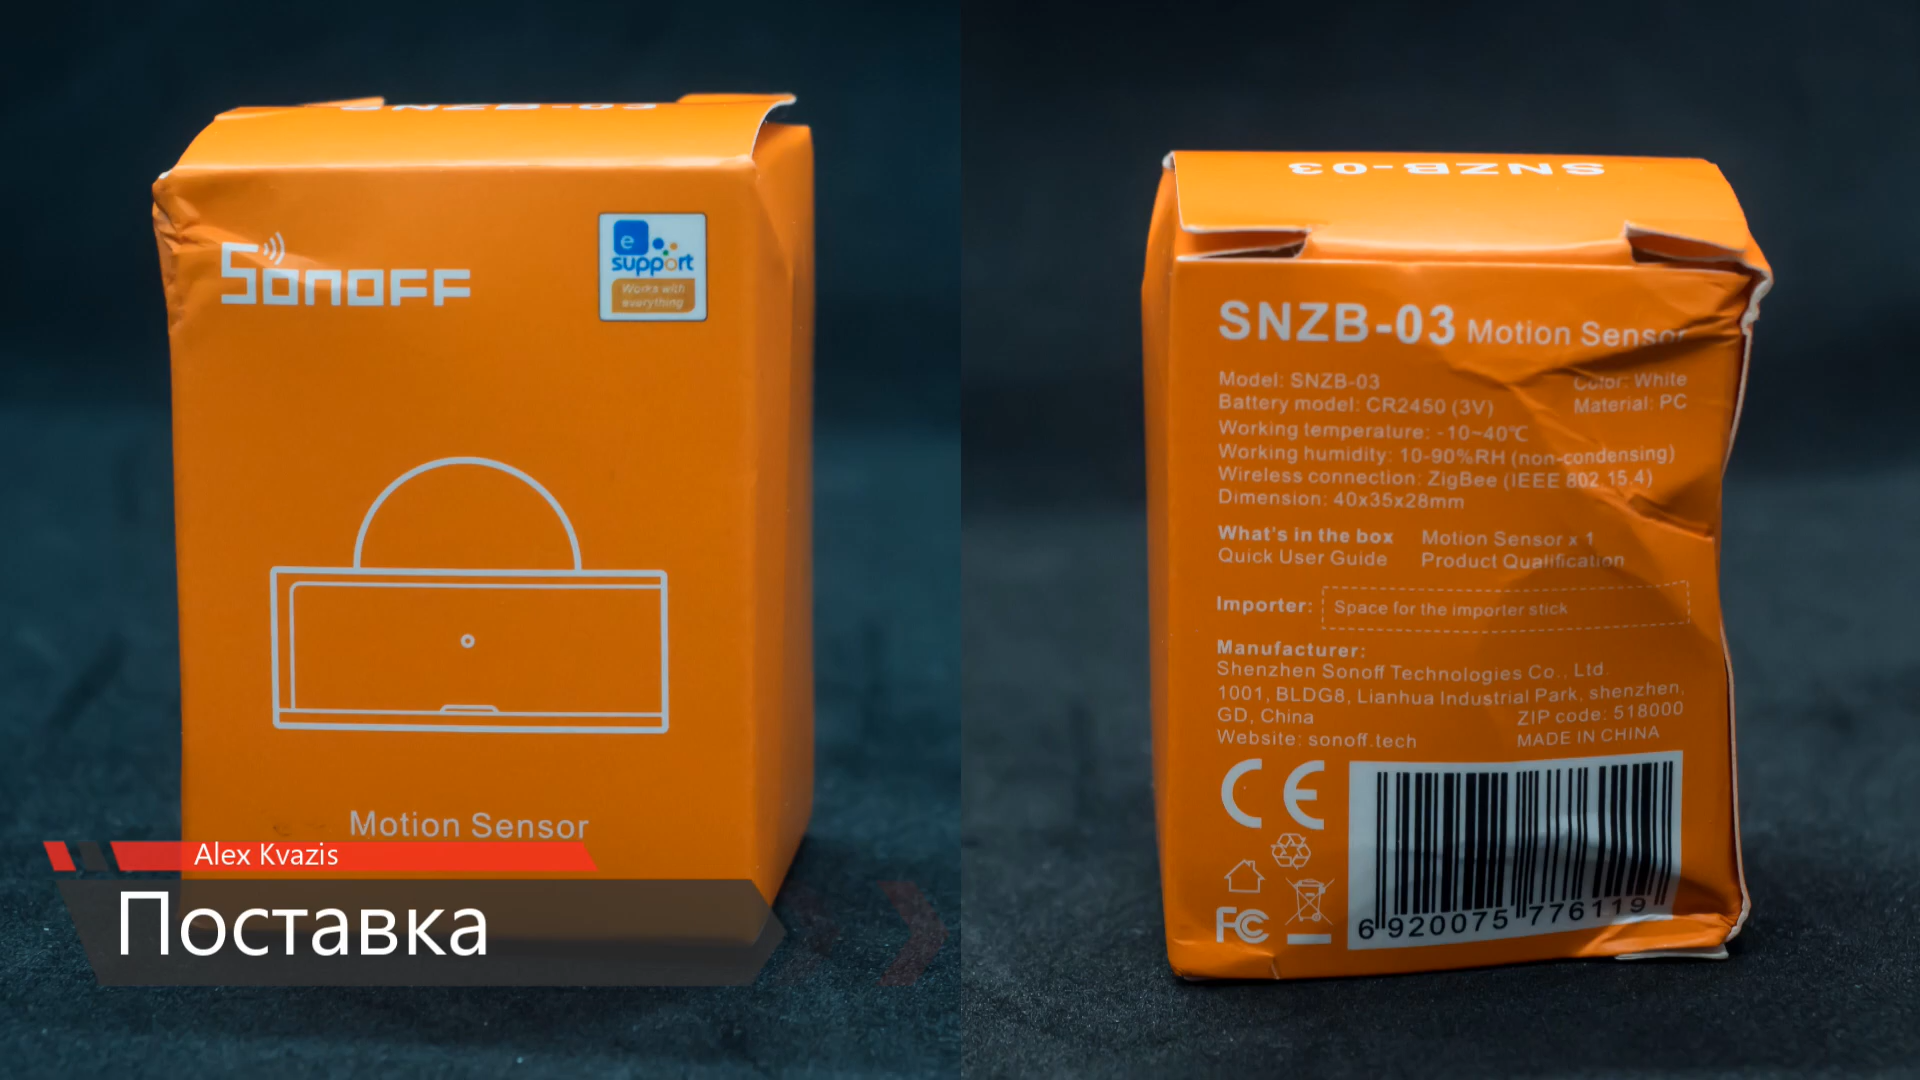 SNZB-03
SONOFF
e
support
Works with
everything
Motion Sensor
Alex Kvazis
Поставка
SNZB-03
SNZB-03 Motion Sensor
Model: SNZB-03 Color: White
Battery model: CR2450 (3V) Material: PC
Working temperature: -10~40℃
Working humidity: 10-90%RH (non-condensing)
Wireless connection: ZigBee (IEEE 802.15.4)
Dimension: 40x35x28mm
What's in the box Motion Sensor x 1
Quick User Guide Product Qualification
Importer: Space for the importer stick
Manufacturer:
Shenzhen Sonoff Technologies Co., Ltd.
1001, BLDG8, Lianhua Industrial Park, shenzhen,
GD, China ZIP code: 518000
Website: sonoff.tech MADE IN CHINA
CE
FC
6 920075 776119